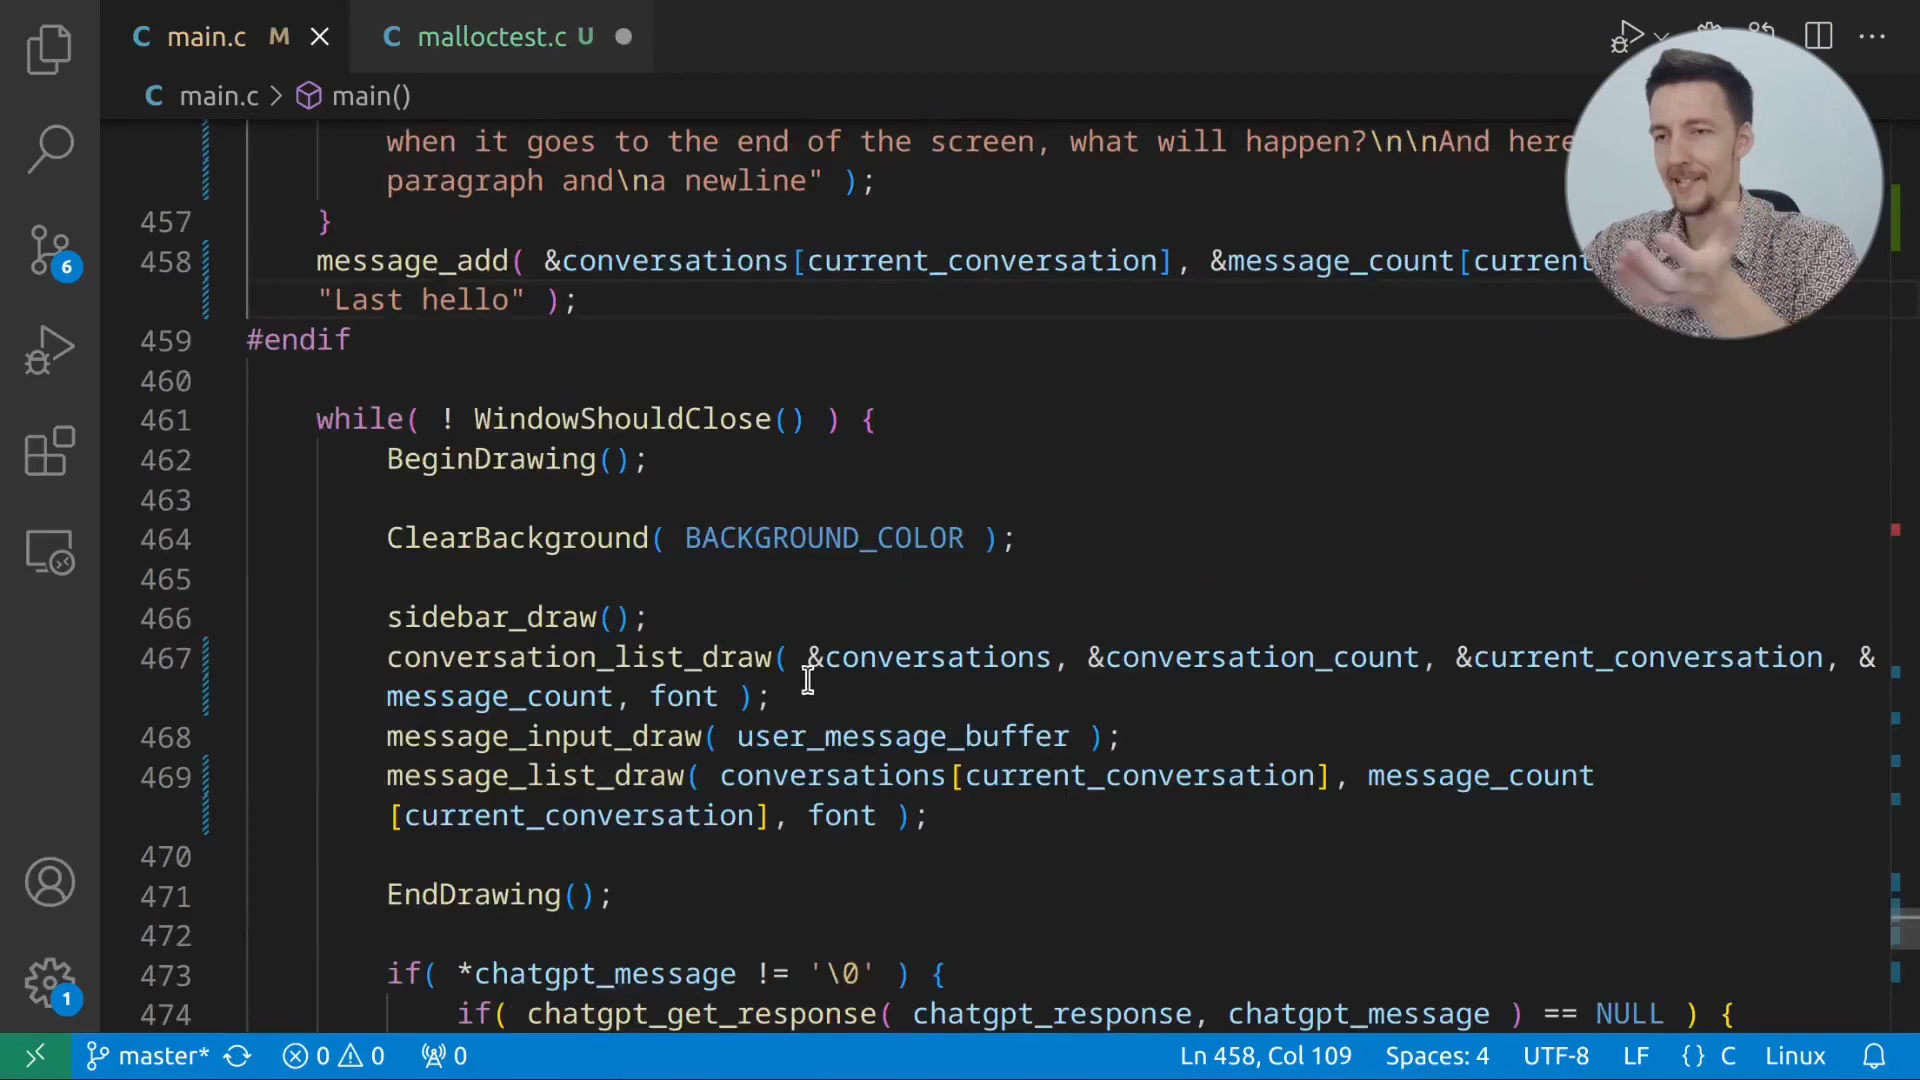 main.c M
malloctest.c U
main.c > main()
when it goes to the end of the screen, what will happen?\n\nAnd here
paragraph and\na newline" );
457 }
458 message_add( &conversations[current_conversation], &message_count[current
"Last hello" );
459 #endif
460
461 while( ! WindowShouldClose() ) {
462 BeginDrawing();
463
464 ClearBackground( BACKGROUND_COLOR );
465
466 sidebar_draw();
467 conversation_list_draw( &conversations, &conversation_count, &current_conversation, &
message_count, font );
468 message_input_draw( user_message_buffer );
469 message_list_draw( conversations[current_conversation], message_count
[current_conversation], font );
470
471 EndDrawing();
472
473 if( *chatgpt_message != '\0' ) {
474 if( chatgpt_get_response( chatgpt_response, chatgpt_message ) == NULL ) {
6
1
master* 0 0 0 Ln 458, Col 109 Spaces: 4 UTF-8 LF {} C Linux